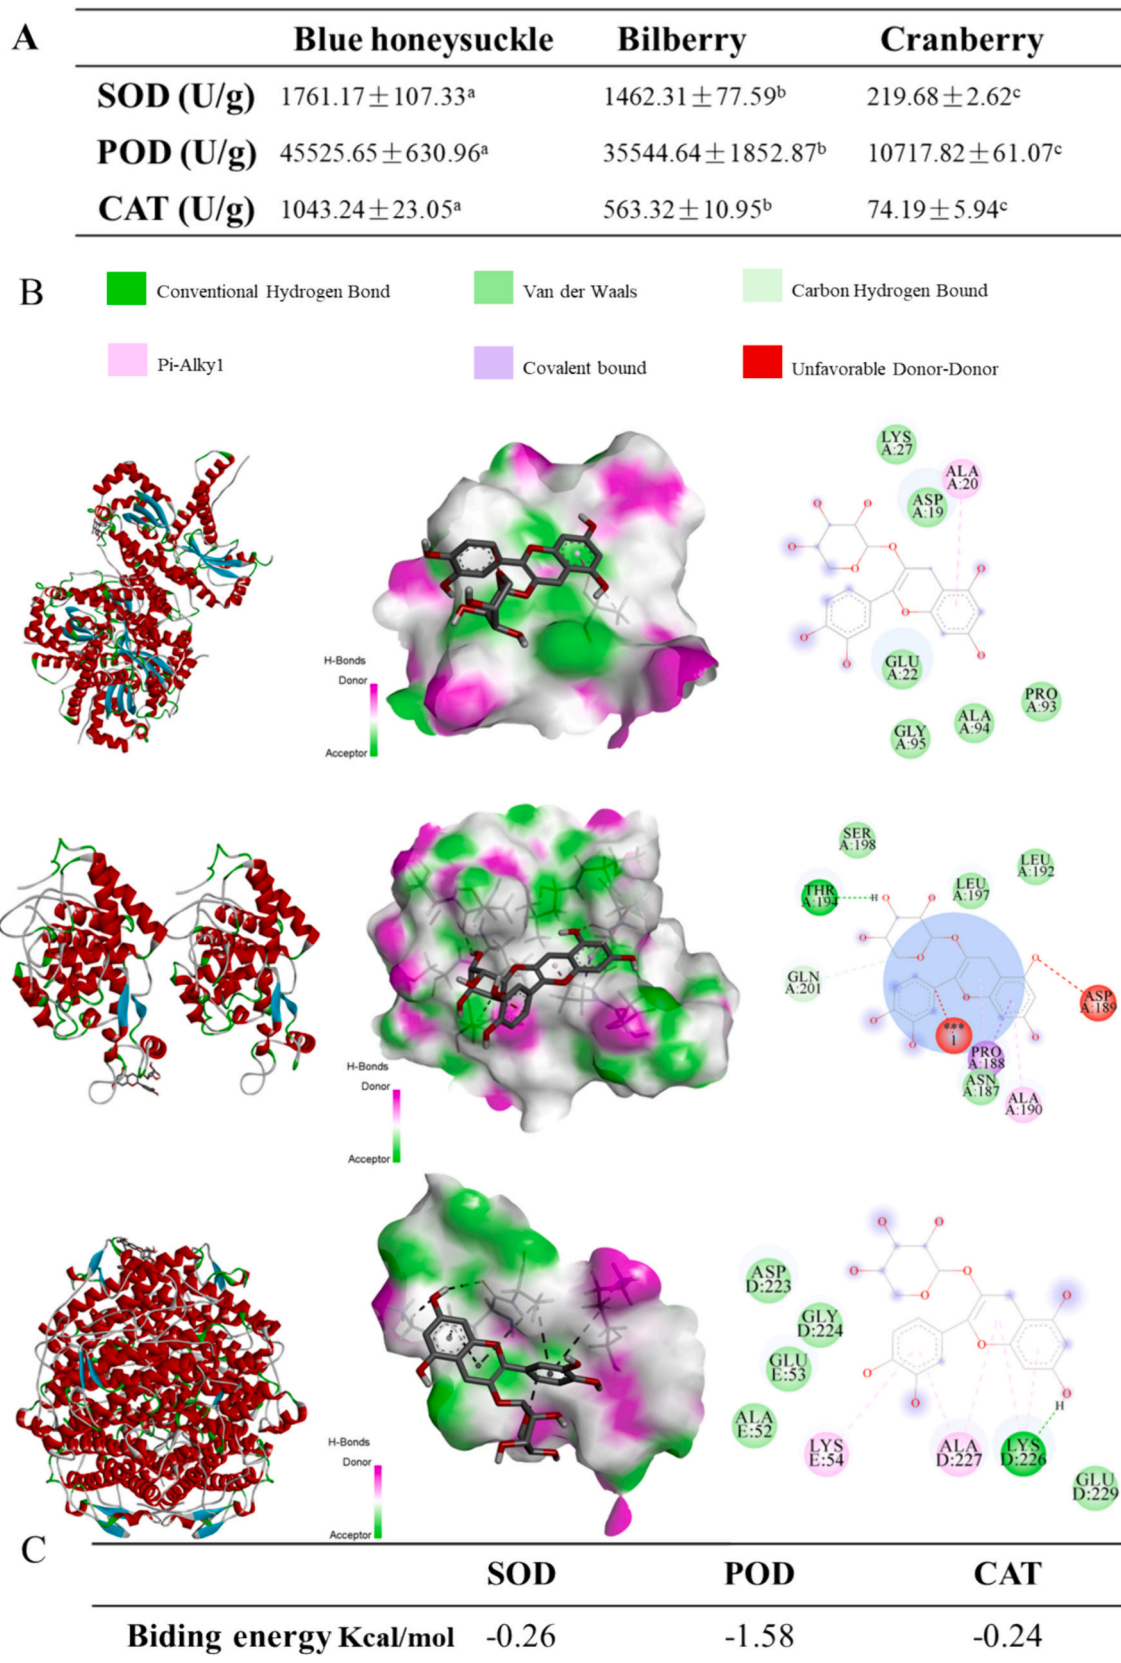 A
Blue honeysuckle Bilberry Cranberry
SOD (U/g) 1761.17±107.33a 1462.31±77.59b 219.68±2.62c
POD (U/g) 45525.65±630.96a 35544.64±1852.87b 10717.82±61.07c
CAT (U/g) 1043.24±23.05a 563.32±10.95b 74.19±5.94c
B
Conventional Hydrogen Bond Van der Waals Carbon Hydrogen Bound
Pi-Alky1 Covalent bound Unfavorable Donor-Donor
H-Bonds
Donor
Acceptor
LYS
A:27
ALA
A:20
ASP
A:19
O O
O O
O
O
O
O
O O
GLU
A:22
PRO
A:93
ALA
A:94
GLY
A:95
H-Bonds
Donor
Acceptor
SER
A:198
LEU
A:192
LEU
A:197
THR
A:194
H O O
O O
O
O
GLN
A:201
O
O
O
O
ASP
A:189
***
1
PRO
A:188
ASN
A:187
ALA
A:190
H-Bonds
Donor
Acceptor
O O
O O
O
O
O
O
O
O
H
ASP
D:223
GLY
D:224
GLU
E:53
ALA
E:52
LYS
E:54
ALA
D:227
LYS
D:226
GLU
D:229
C
SOD POD CAT
Biding energy Kcal/mol -0.26 -1.58 -0.24